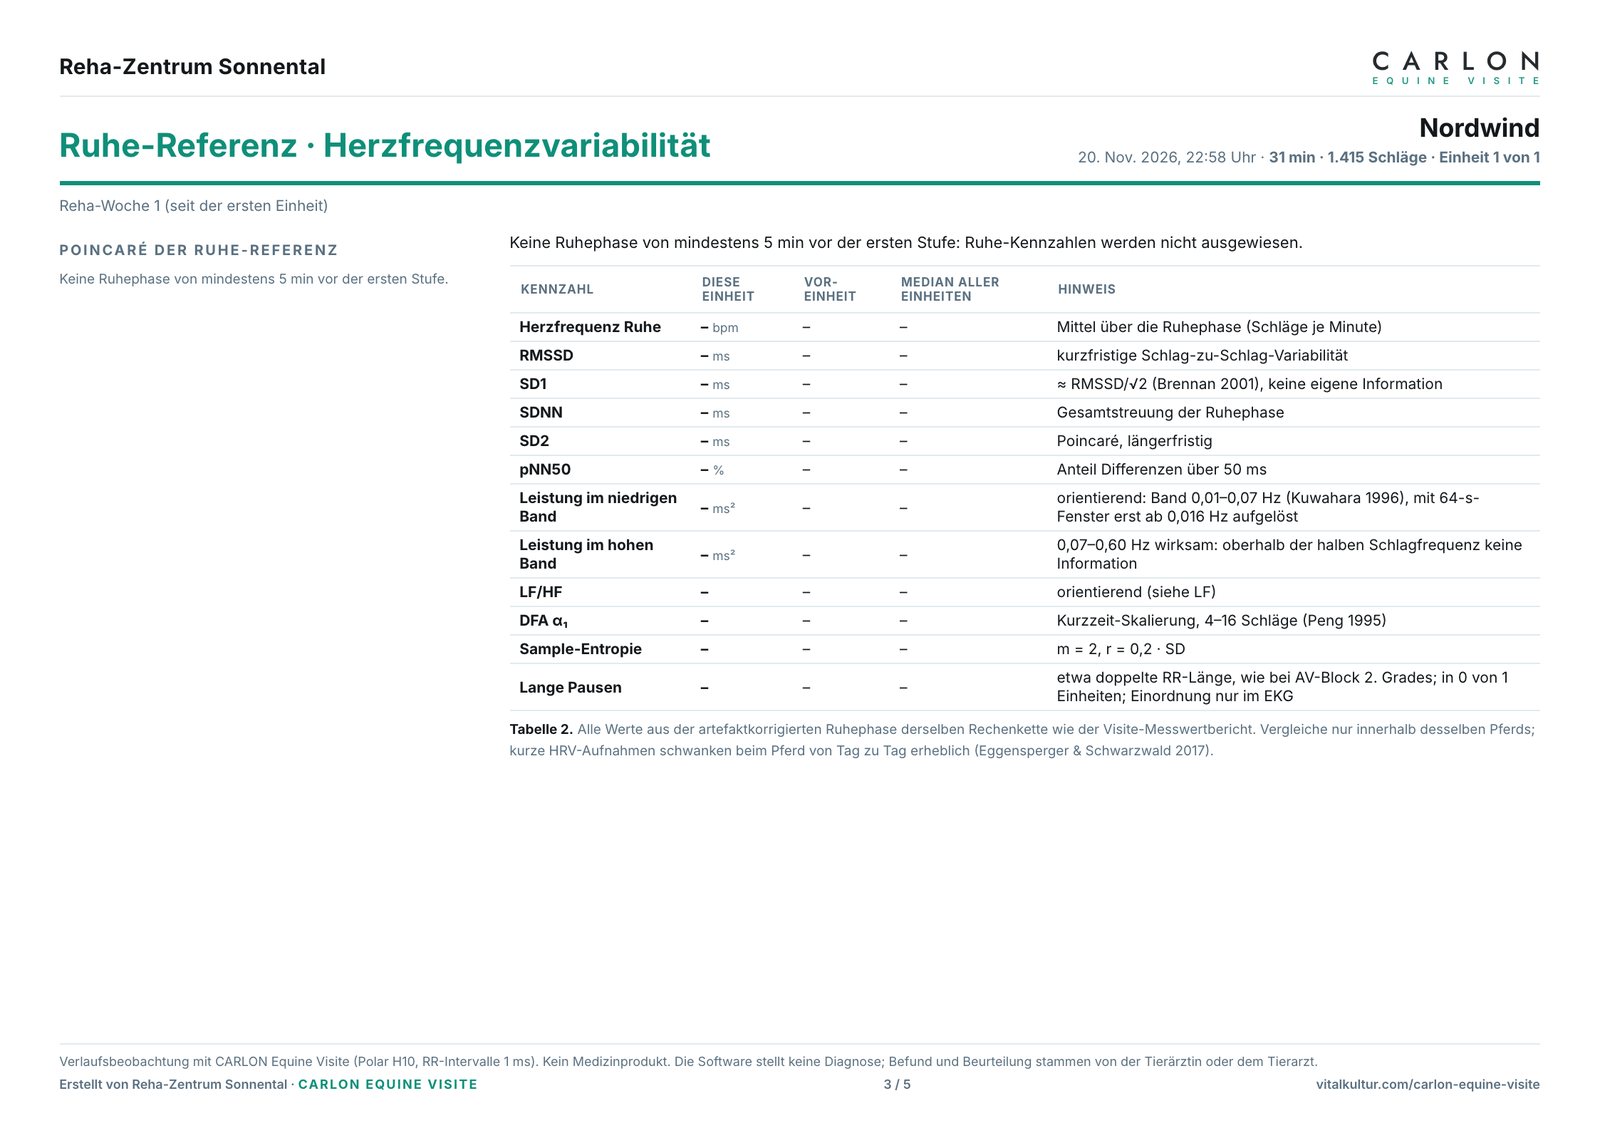 Reha-Zentrum Sonnental
CARLON
EQUINE VISITE
Ruhe-Referenz · Herzfrequenzvariabilität
Nordwind
20. Nov. 2026, 22:58 Uhr · 31 min · 1.415 Schläge · Einheit 1 von 1
Reha-Woche 1 (seit der ersten Einheit)
POINCARÉ DER RUHE-REFERENZ
Keine Ruhephase von mindestens 5 min vor der ersten Stufe.
Keine Ruhephase von mindestens 5 min vor der ersten Stufe: Ruhe-Kennzahlen werden nicht ausgewiesen.
KENNZAHL DIESE EINHEIT VOR-EINHEIT MEDIAN ALLER EINHEITEN HINWEIS
Herzfrequenz Ruhe – bpm – – Mittel über die Ruhephase (Schläge je Minute)
RMSSD – ms – – kurzfristige Schlag-zu-Schlag-Variabilität
SD1 – ms – – ≈ RMSSD/√2 (Brennan 2001), keine eigene Information
SDNN – ms – – Gesamtstreuung der Ruhephase
SD2 – ms – – Poincaré, längerfristig
pNN50 – % – – Anteil Differenzen über 50 ms
Leistung im niedrigen Band – ms² – – orientierend: Band 0,01–0,07 Hz (Kuwahara 1996), mit 64-s-
Fenster erst ab 0,016 Hz aufgelöst
Leistung im hohen Band – ms² – – 0,07–0,60 Hz wirksam: oberhalb der halben Schlagfrequenz keine
Information
LF/HF – – – orientierend (siehe LF)
DFA α₁ – – – Kurzzeit-Skalierung, 4–16 Schläge (Peng 1995)
Sample-Entropie – – – m = 2, r = 0,2 · SD
Lange Pausen – – – etwa doppelte RR-Länge, wie bei AV-Block 2. Grades; in 0 von 1
Einheiten; Einordnung nur im EKG
Tabelle 2. Alle Werte aus der artefaktkorrigierten Ruhephase derselben Rechenkette wie der Visite-Messwertbericht. Vergleiche nur innerhalb desselben Pferds;
kurze HRV-Aufnahmen schwanken beim Pferd von Tag zu Tag erheblich (Eggensperger & Schwarzwald 2017).
Verlaufsbeobachtung mit CARLON Equine Visite (Polar H10, RR-Intervalle 1 ms). Kein Medizinprodukt. Die Software stellt keine Diagnose; Befund und Beurteilung stammen von der Tierärztin oder dem Tierarzt.
Erstellt von Reha-Zentrum Sonnental · CARLON EQUINE VISITE
3 / 5
vitalkultur.com/carlon-equine-visite